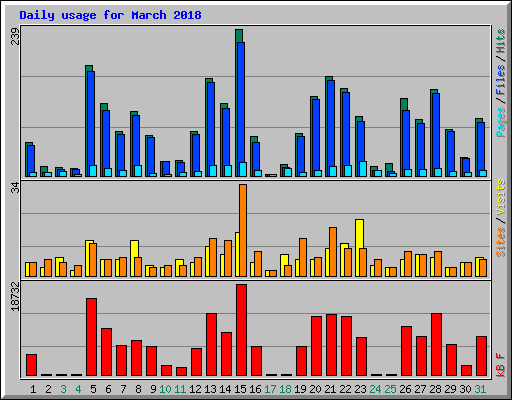 Daily usage for March 2018
239
Pages / Files / Hits
34
Sites / Visits
18732
kB F
1 2 3 4 5 6 7 8 9 10 11 12 13 14 15 16 17 18 19 20 21 22 23 24 25 26 27 28 29 30 31